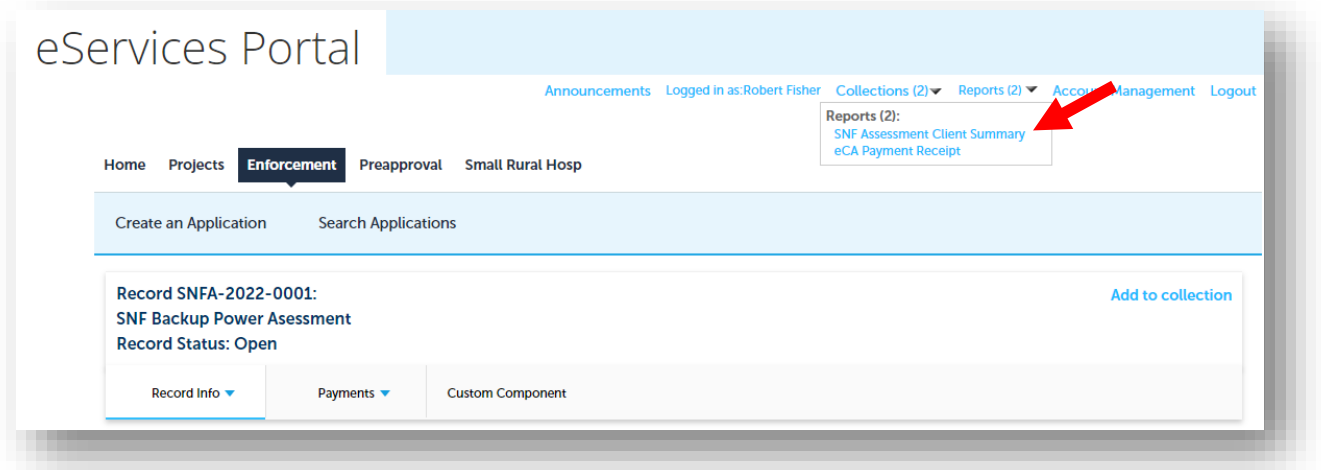 eServices Portal
Announcements Logged in as:Robert Fisher Collections (2) Reports (2) Account Management Logout
Reports (2):
SNF Assessment Client Summary
eCA Payment Receipt
Home Projects Enforcement Preapproval Small Rural Hosp
Create an Application Search Applications
Record SNFA-2022-0001:
Add to collection
SNF Backup Power Asessment
Record Status: Open
Record Info Payments Custom Component